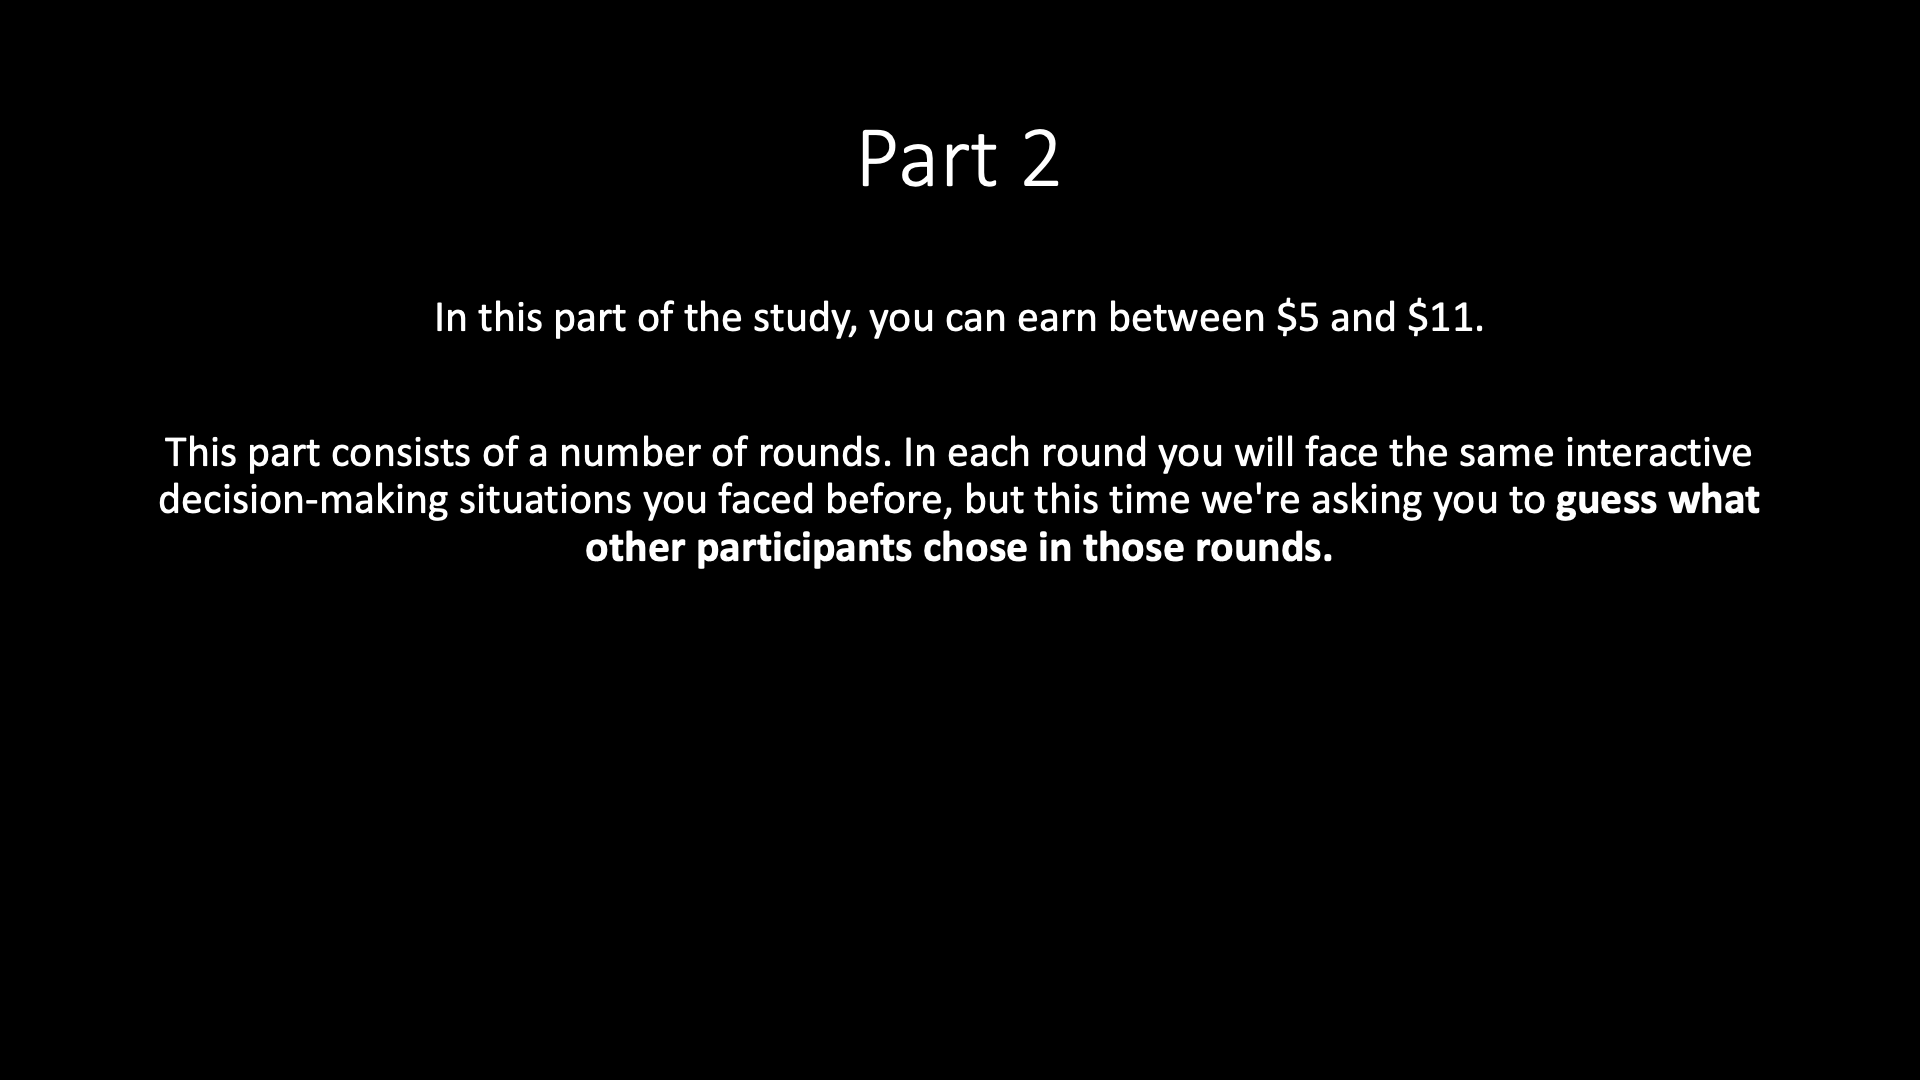 Part 2
In this part of the study, you can earn between $5 and $11.
This part consists of a number of rounds. In each round you will face the same interactive
decision-making situations you faced before, but this time we're asking you to guess what
other participants chose in those rounds.